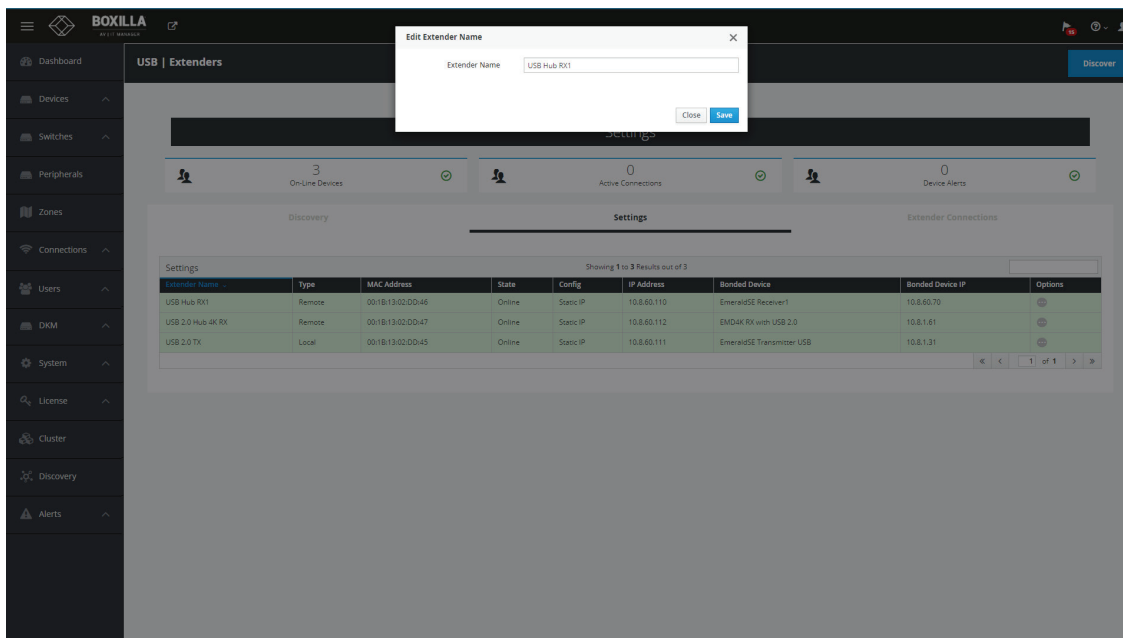 BOXILLA
AV / IT MANAGER
15
Edit Extender Name
Extender Name
USB Hub RX1
Close
Save
USB | Extenders
Discover
Dashboard
Devices
Switches
Peripherals
Zones
Connections
Users
DKM
System
License
Cluster
Discovery
Alerts
Settings
3
On-Line Devices
0
Active Connections
0
Device Alerts
Discovery
Settings
Extender Connections
Settings
Showing 1 to 3 Results out of 3
Extender Name Type MAC Address State Config IP Address Bonded Device Bonded Device IP Options
USB Hub RX1 Remote 00:1B:13:02:DD:46 Online Static IP 10.8.60.110 EmeraldSE Receiver1 10.8.60.70
USB 2.0 Hub 4K RX Remote 00:1B:13:02:DD:47 Online Static IP 10.8.60.112 EMD4K RX with USB 2.0 10.8.1.61
USB 2.0 TX Local 00:1B:13:02:DD:45 Online Static IP 10.8.60.111 EmeraldSE Transmitter USB 10.8.1.31
1 of 1